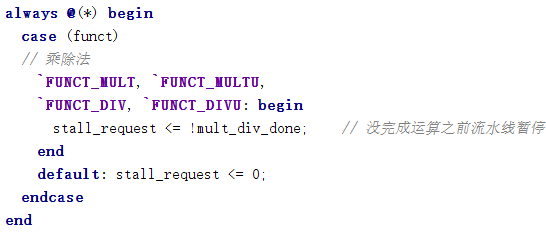 always @(*) begin
  case (funct)
  // 乘除法
    `FUNCT_MULT, `FUNCT_MULTU,
    `FUNCT_DIV, `FUNCT_DIVU: begin
      stall_request <= !mult_div_done;    // 没完成运算之前流水线暂停
    end
    default: stall_request <= 0;
  endcase
end